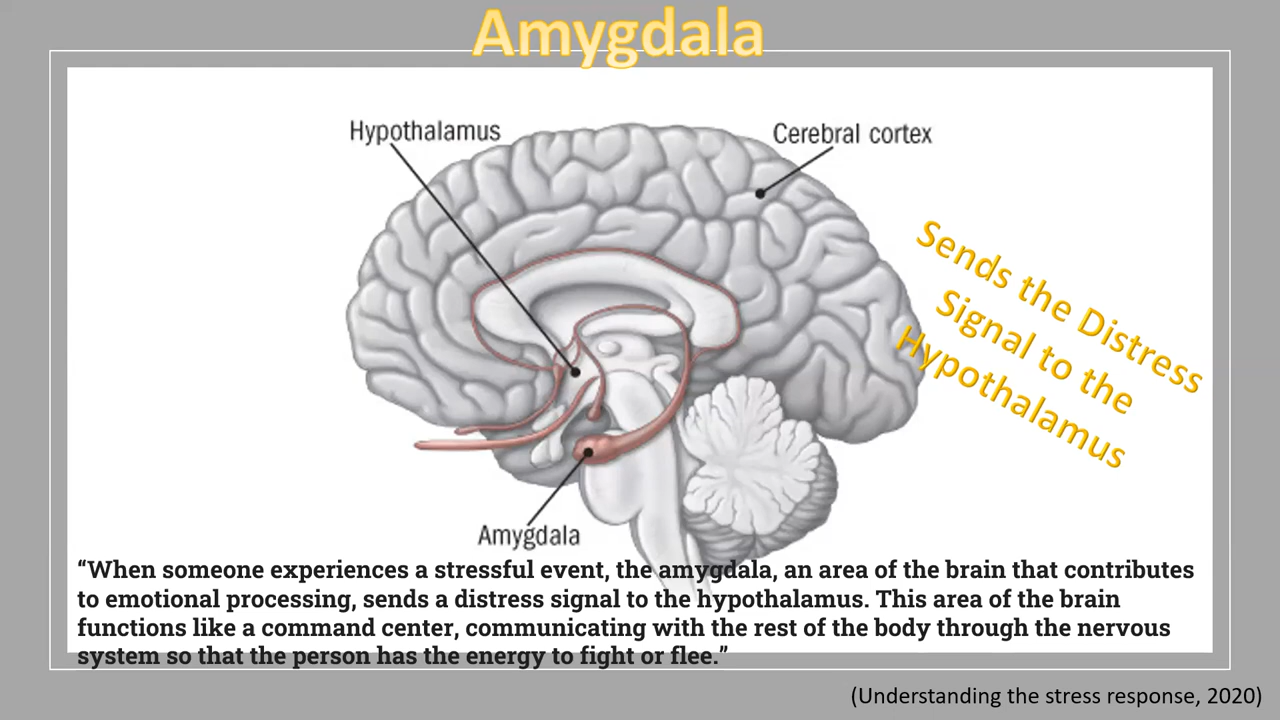 Amygdala
Hypothalamus
Cerebral cortex
Sends the Distress
Signal to the
Hypothalamus
Amygdala
“When someone experiences a stressful event, the amygdala, an area of the brain that contributes
to emotional processing, sends a distress signal to the hypothalamus. This area of the brain
functions like a command center, communicating with the rest of the body through the nervous
system so that the person has the energy to fight or flee.”
(Understanding the stress response, 2020)